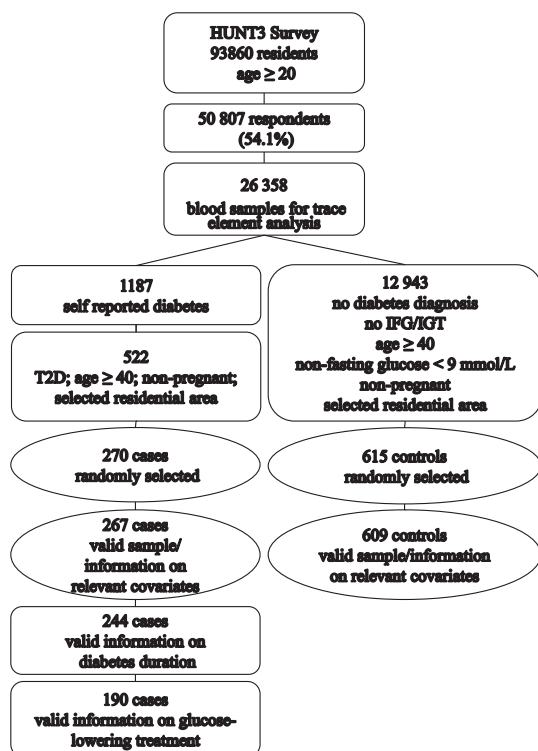 HUNT3 Survey
93860 residents
age ≥ 20
50 807 respondents
(54.1%)
26 358
blood samples for trace
element analysis
1187
self reported diabetes
522
T2D; age ≥ 40; non-pregnant;
selected residential area
270 cases
randomly selected
267 cases
valid sample/
information on
relevant covariates
244 cases
valid information on
diabetes duration
190 cases
valid information on glucose-
lowering treatment
12 943
no diabetes diagnosis
no IFG/IGT
age ≥ 40
non-fasting glucose < 9 mmol/L
non-pregnant
selected residential area
615 controls
randomly selected
609 controls
valid sample/information
on relevant covariates